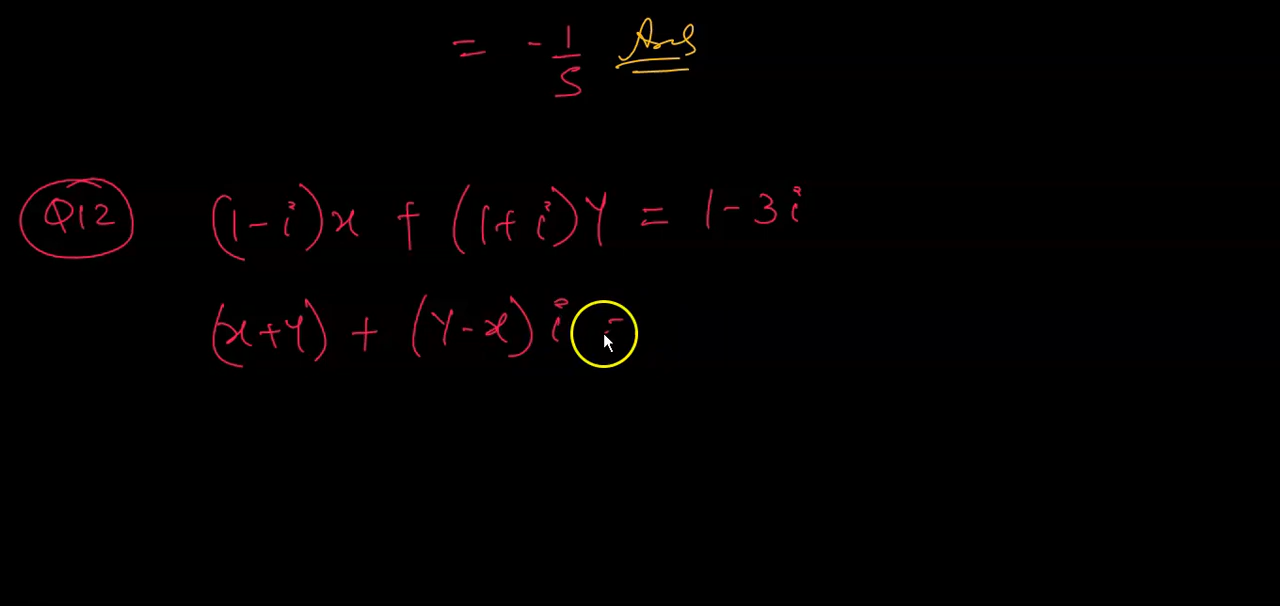 = -1/5 Ans
Q12 (1-i)x + (1+i)y = 1-3i
(x+y) + (y-x)i =